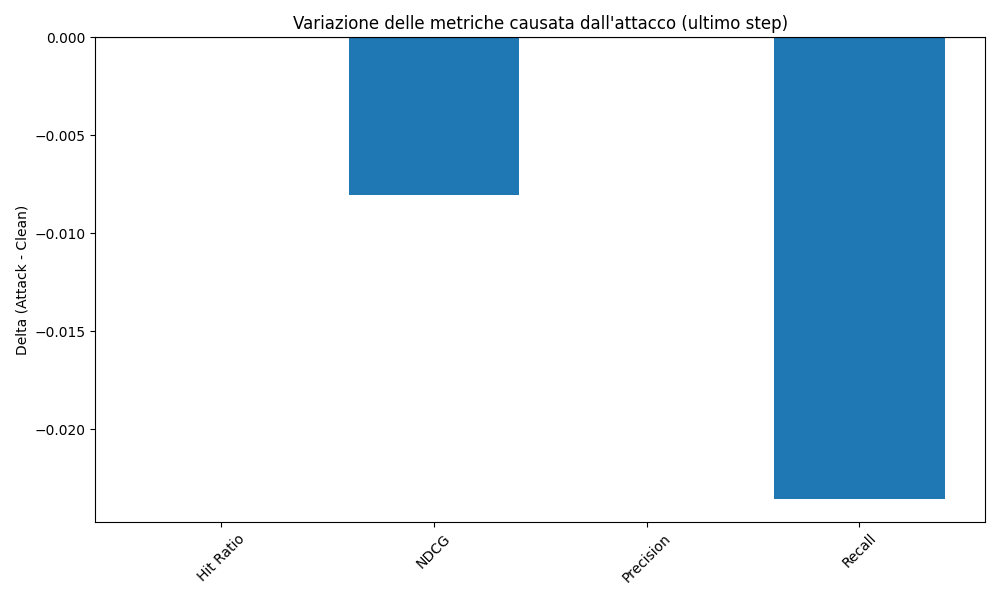 Variazione delle metriche causata dall'attacco (ultimo step)
Delta (Attack - Clean)
0.000
−0.005
−0.010
−0.015
−0.020
Hit Ratio
NDCG
Precision
Recall